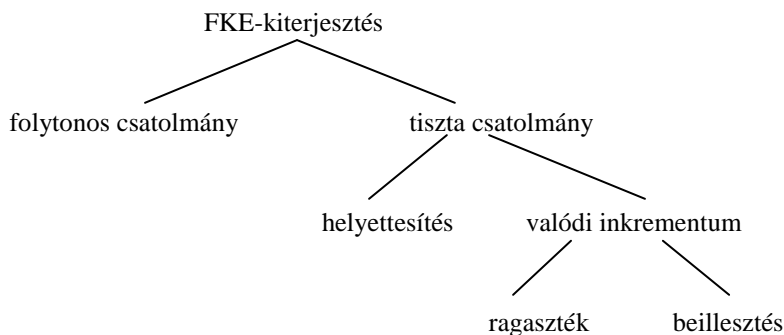 FKE-kiterjesztés
folytonos csatolmány
tiszta csatolmány
helyettesítés
valódi inkrementum
ragaszték
beillesztés